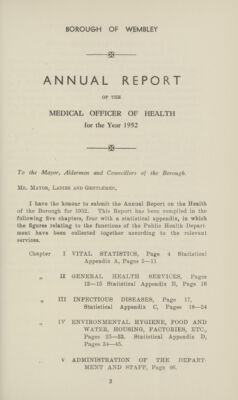 BOROUGH OF WEMBLEY
ANNUAL REPORT
OF THE
MEDICAL OFFICER OF HEALTH
for the Year 1952
To the Mayor, Aldermen and Councillors of the Borough.
MR. MAYOR, LADIES AND GENTLEMEN,
I have the honour to submit the Annual Report on the Health
of the Borough for 1952. This Report has been compiled in the
following five chapters, four with a statistical appendix, in which
the figures relating to the functions of the Public Health Depart-
ment have been collected together according to the relevant
services.
Chapter I VITAL STATISTICS, Page 4 Statistical
Appendix A, Pages 5—11
„ II GENERAL HEALTH SERVICES, Pages
12—15 Statistical Appendix B, Page 16
„ III INFECTIOUS DISEASES, Page 17,
Statistical Appendix C, Pages 18—24
„ IV ENVIRONMENTAL HYGIENE, FOOD AND
WATER, HOUSING, FACTORIES, ETC.,
Pages 25—33. Statistical Appendix D,
Pages 34—45.
„ V ADMINISTRATION OF THE DEPART-
MENT AND STAFF, Page 46.